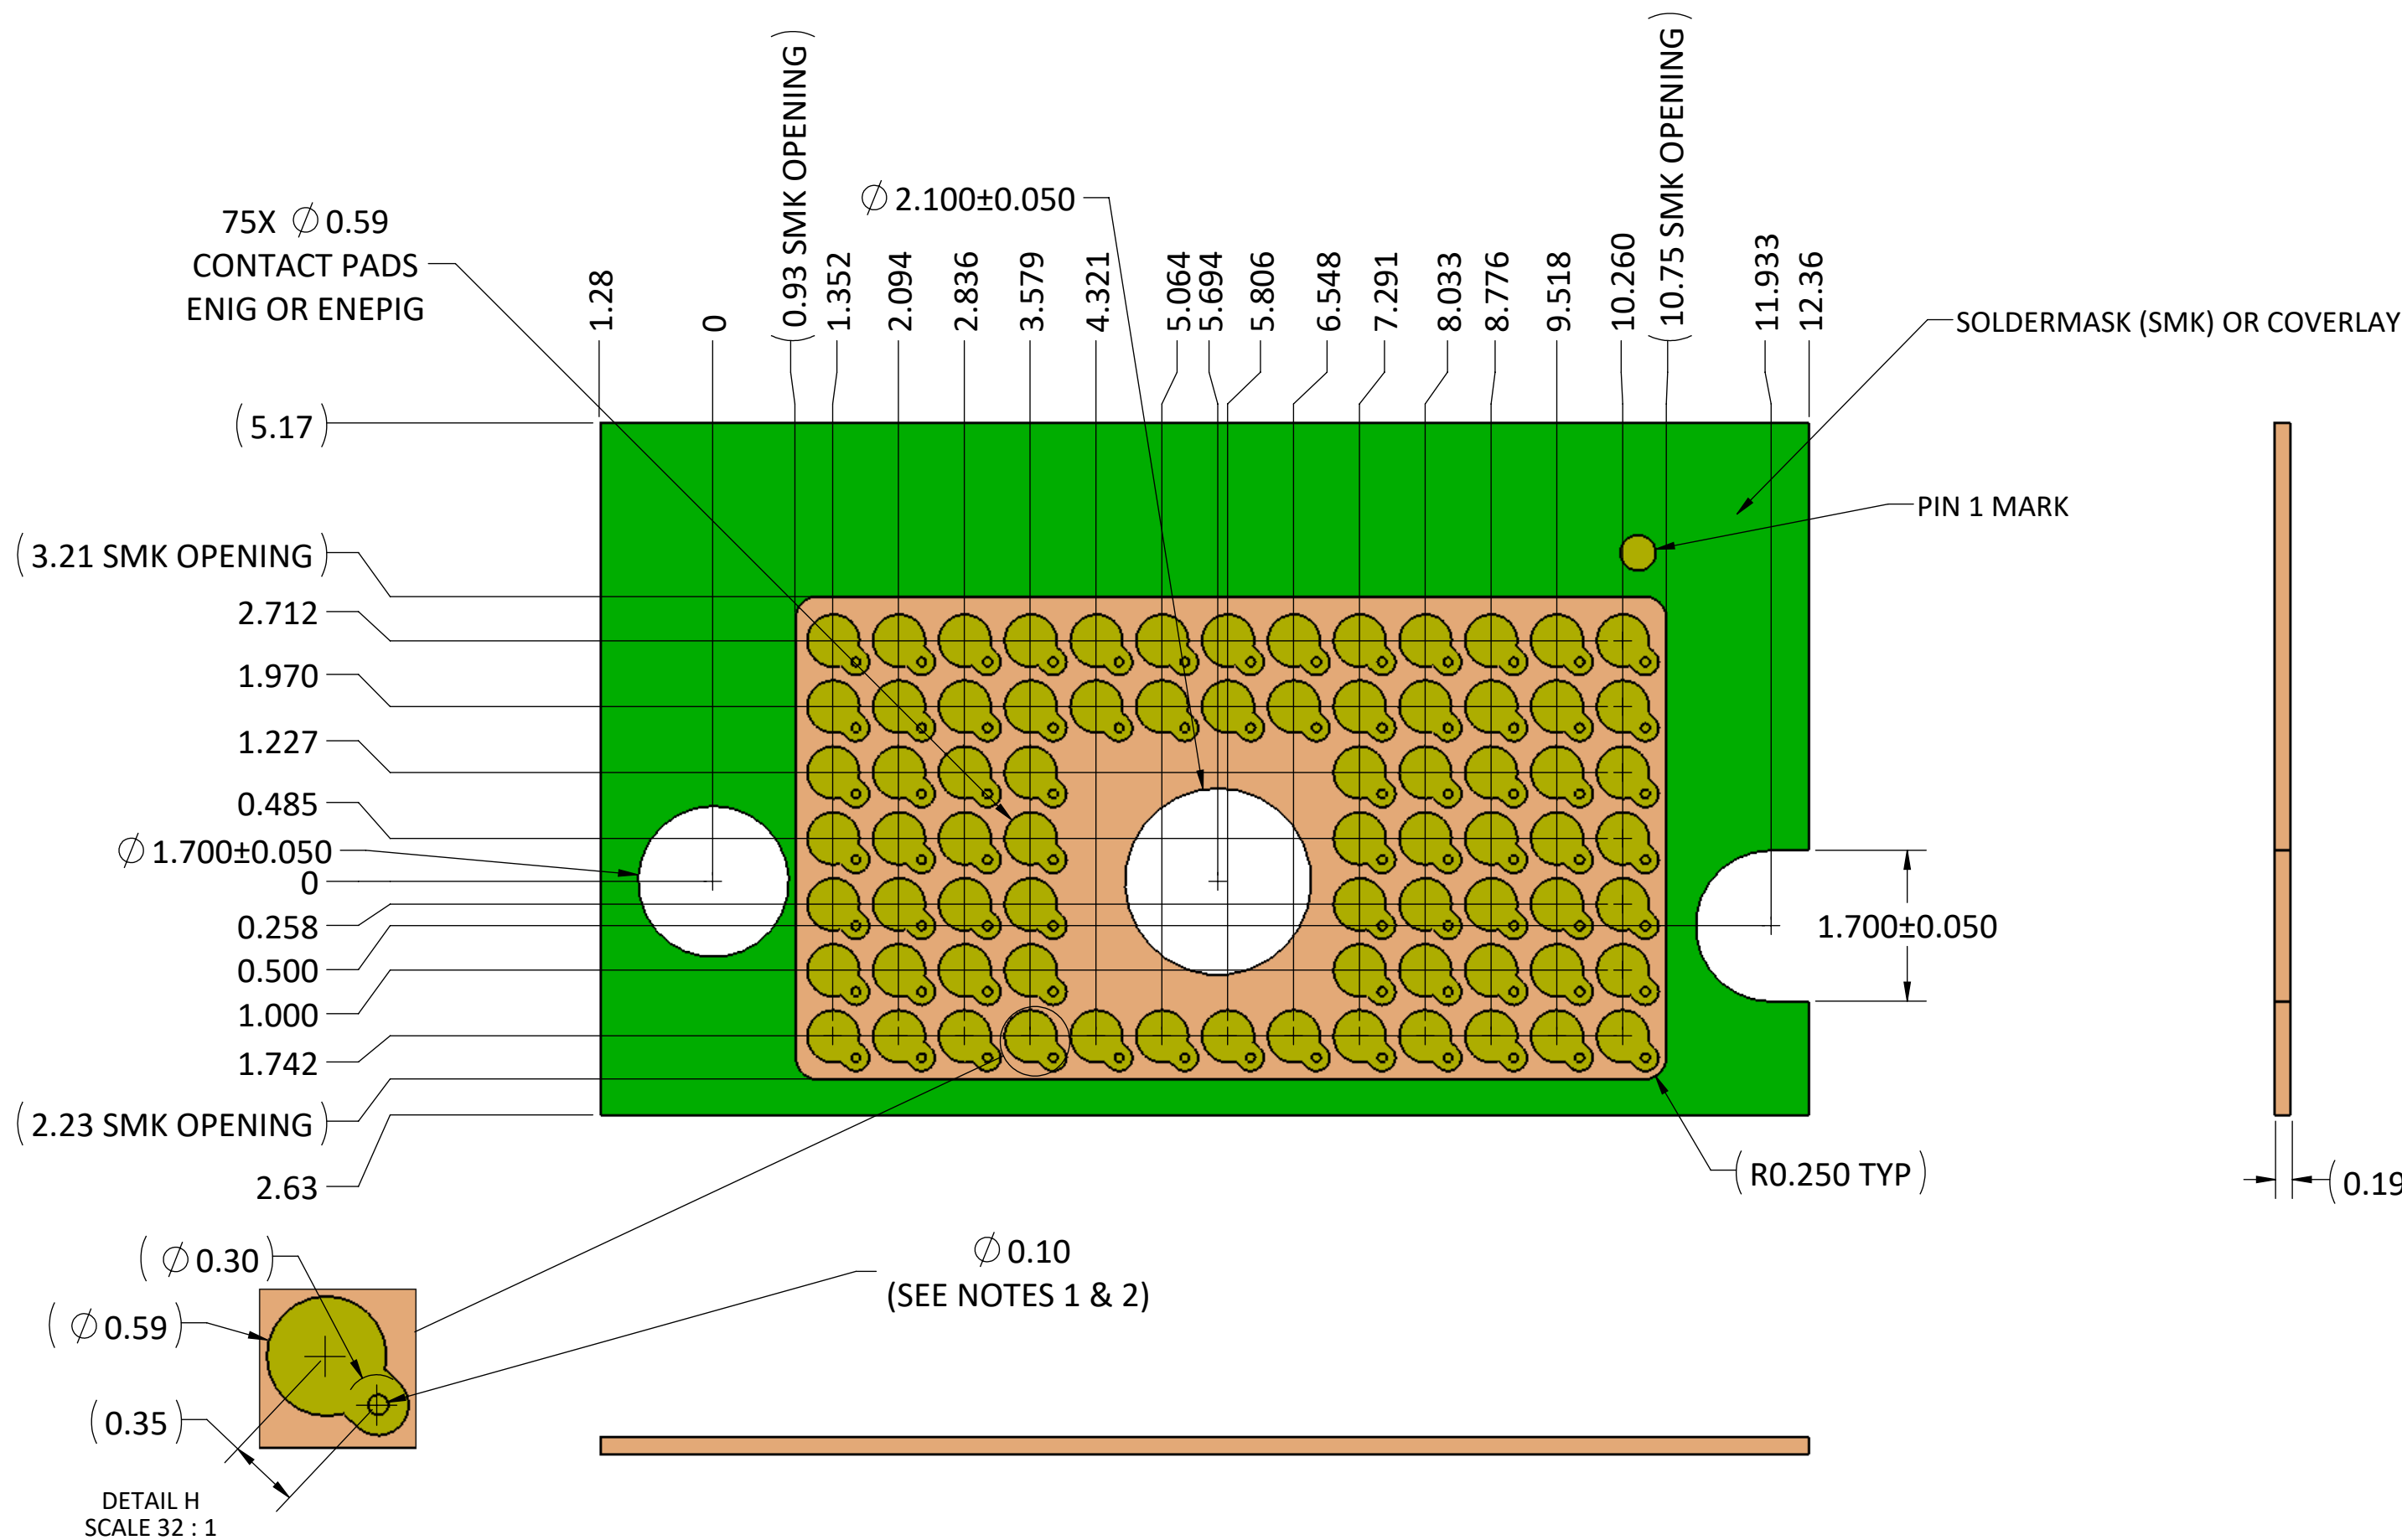 ( 0.93 SMK OPENING )
( 10.75 SMK OPENING )
∅ 2.100±0.050
75X ∅ 0.59
CONTACT PADS
ENIG OR ENEPIG
1.28
0
1.352
2.094
2.836
3.579
4.321
5.064
5.694
5.806
6.548
7.291
8.033
8.776
9.518
10.260
11.933
12.36
SOLDERMASK (SMK) OR COVERLAY
( 5.17 )
PIN 1 MARK
( 3.21 SMK OPENING )
2.712
1.970
1.227
0.485
∅ 1.700±0.050
0
0.258
0.500
1.000
1.742
( 2.23 SMK OPENING )
2.63
1.700±0.050
( R0.250 TYP )
( 0.19
( ∅ 0.30 )
( ∅ 0.59 )
( 0.35 )
∅ 0.10
(SEE NOTES 1 & 2)
DETAIL H
SCALE 32 : 1